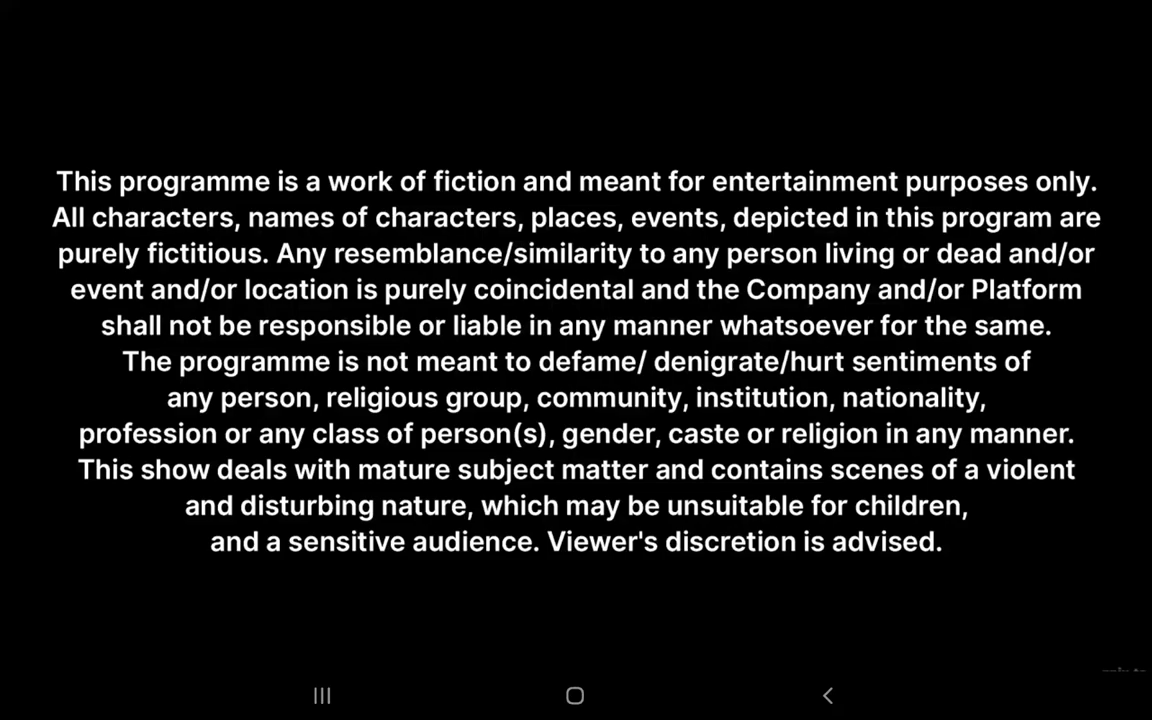 This programme is a work of fiction and meant for entertainment purposes only.
All characters, names of characters, places, events, depicted in this program are
purely fictitious. Any resemblance/similarity to any person living or dead and/or
event and/or location is purely coincidental and the Company and/or Platform
shall not be responsible or liable in any manner whatsoever for the same.
The programme is not meant to defame/ denigrate/hurt sentiments of
any person, religious group, community, institution, nationality,
profession or any class of person(s), gender, caste or religion in any manner.
This show deals with mature subject matter and contains scenes of a violent
and disturbing nature, which may be unsuitable for children,
and a sensitive audience. Viewer's discretion is advised.